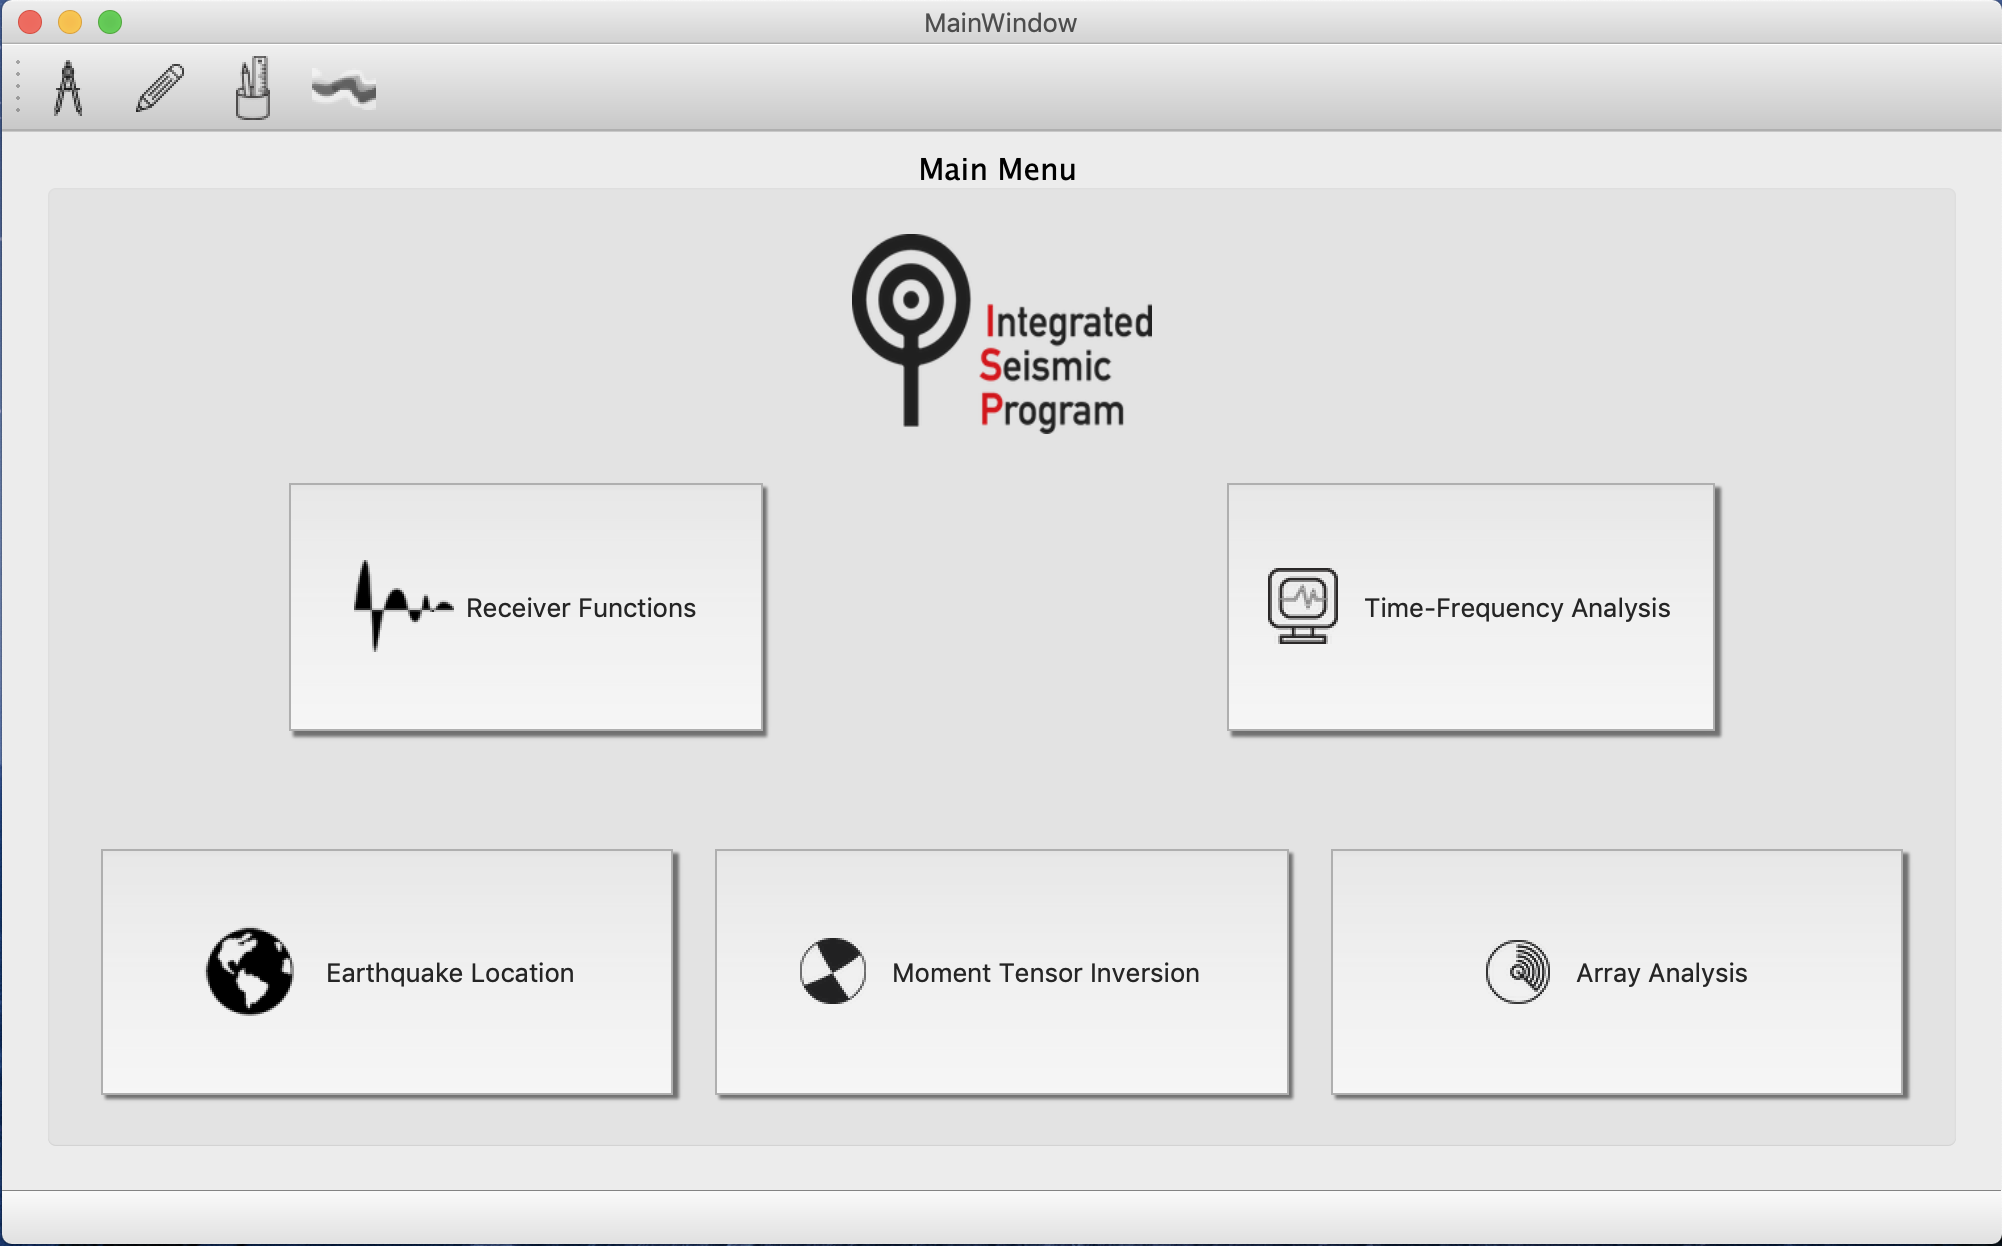 MainWindow
Main Menu
Integrated
Seismic
Program
Receiver Functions
Time-Frequency Analysis
Earthquake Location
Moment Tensor Inversion
Array Analysis